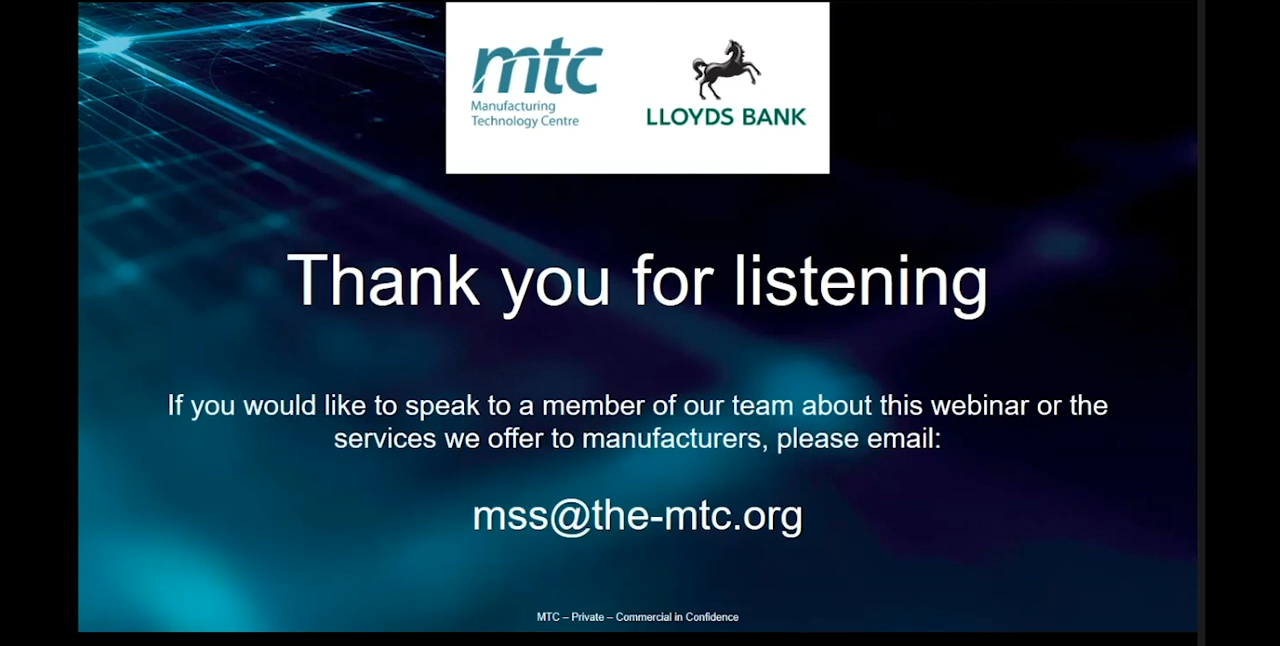 mtc
Manufacturing
Technology Centre
LLOYDS BANK
Thank you for listening
If you would like to speak to a member of our team about this webinar or the
services we offer to manufacturers, please email:
mss@the-mtc.org
MTC – Private – Commercial in Confidence